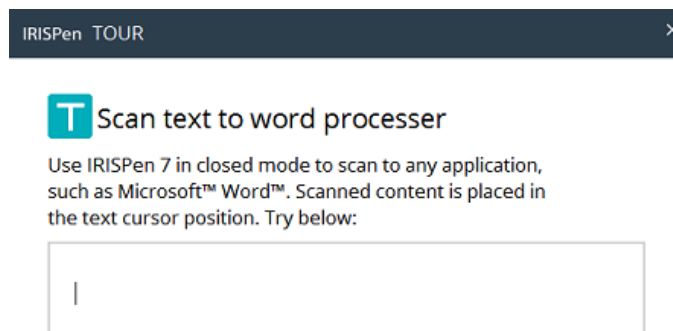 IRISPen TOUR
T Scan text to word processer
Use IRISPen 7 in closed mode to scan to any application,
such as Microsoft™ Word™. Scanned content is placed in
the text cursor position. Try below: